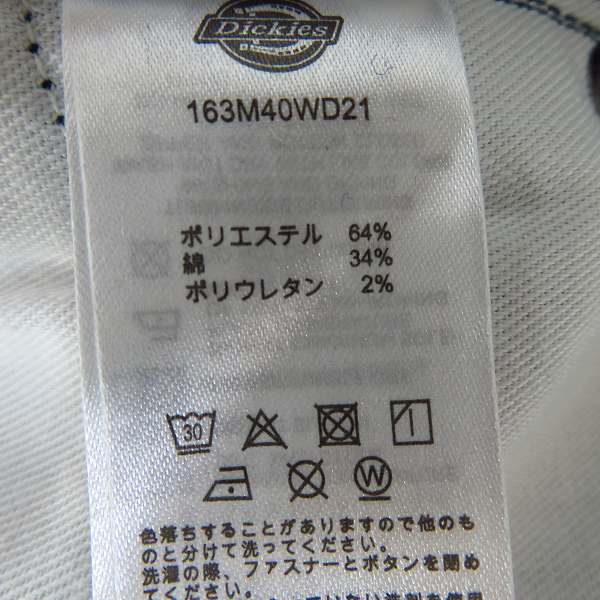 Dickies
163M40WD21
ポリエステル 64%
綿 34%
ポリウレタン 2%
30
W
色落ちすることがありますので他のも
のと分けて洗ってください。
洗濯の際、ファスナーとボタンを閉め
てください。